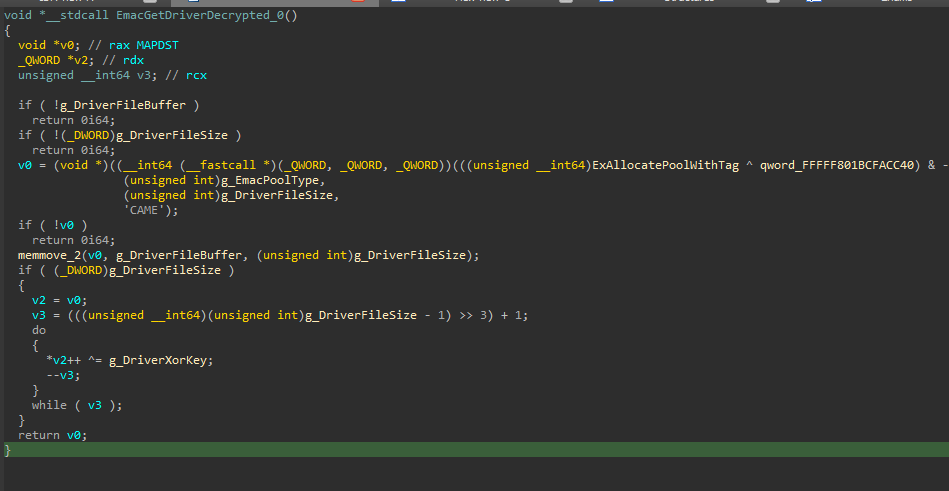 void *__stdcall EmacGetDriverDecrypted_0()
{
  void *v0; // rax MAPDST
  _QWORD *v2; // rdx
  unsigned __int64 v3; // rcx

  if ( !g_DriverFileBuffer )
    return 0i64;
  if ( !(_DWORD)g_DriverFileSize )
    return 0i64;
  v0 = (void *)((__int64 (__fastcall *)(_QWORD, _QWORD, _QWORD))(((unsigned __int64)ExAllocatePoolWithTag ^ qword_FFFFF801BCFACC40) & -
                 (unsigned int)g_EmacPoolType,
                 (unsigned int)g_DriverFileSize,
                 'CAME');
  if ( !v0 )
    return 0i64;
  memmove_2(v0, g_DriverFileBuffer, (unsigned int)g_DriverFileSize);
  if ( (_DWORD)g_DriverFileSize )
  {
    v2 = v0;
    v3 = (((unsigned __int64)(unsigned int)g_DriverFileSize - 1) >> 3) + 1;
    do
    {
      *v2++ ^= g_DriverXorKey;
      --v3;
    }
    while ( v3 );
  }
  return v0;
}